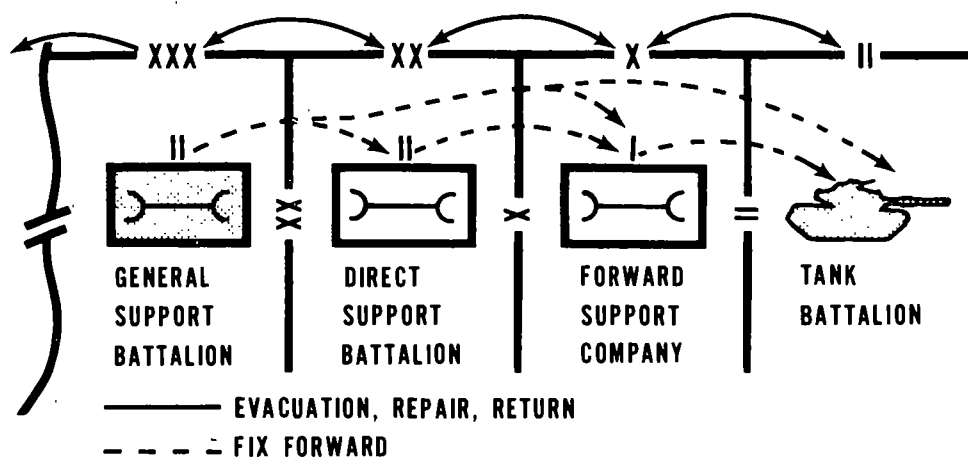 XXX XX X II
II II I
XX X II
GENERAL
SUPPORT
BATTALION
DIRECT
SUPPORT
BATTALION
FORWARD
SUPPORT
COMPANY
TANK
BATTALION
EVACUATION, REPAIR, RETURN
FIX FORWARD